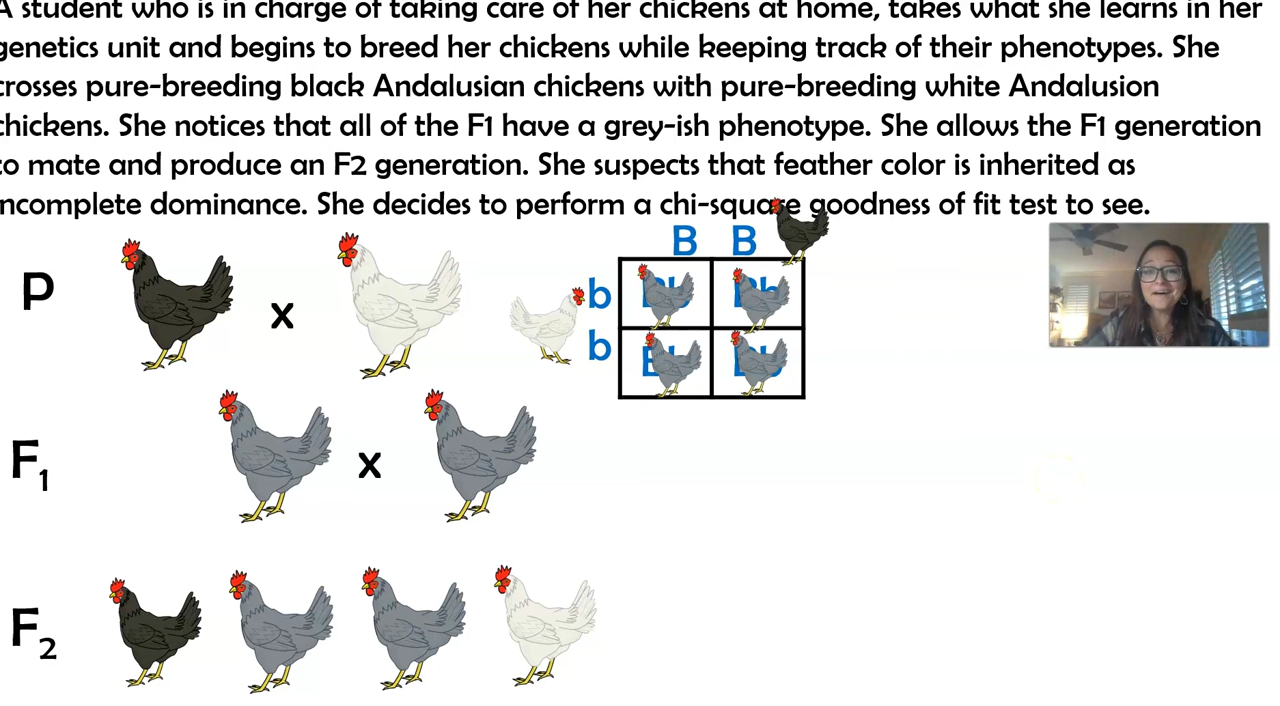 A student who is in charge of taking care of her chickens at home, takes what she learns in her
genetics unit and begins to breed her chickens while keeping track of their phenotypes. She
crosses pure-breeding black Andalusian chickens with pure-breeding white Andalusion
chickens. She notices that all of the F1 have a grey-ish phenotype. She allows the F1 generation
to mate and produce an F2 generation. She suspects that feather color is inherited as
incomplete dominance. She decides to perform a chi-square goodness of fit test to see.
B B
P x b Bb Bb
b Bb Bb
F1 x
F2